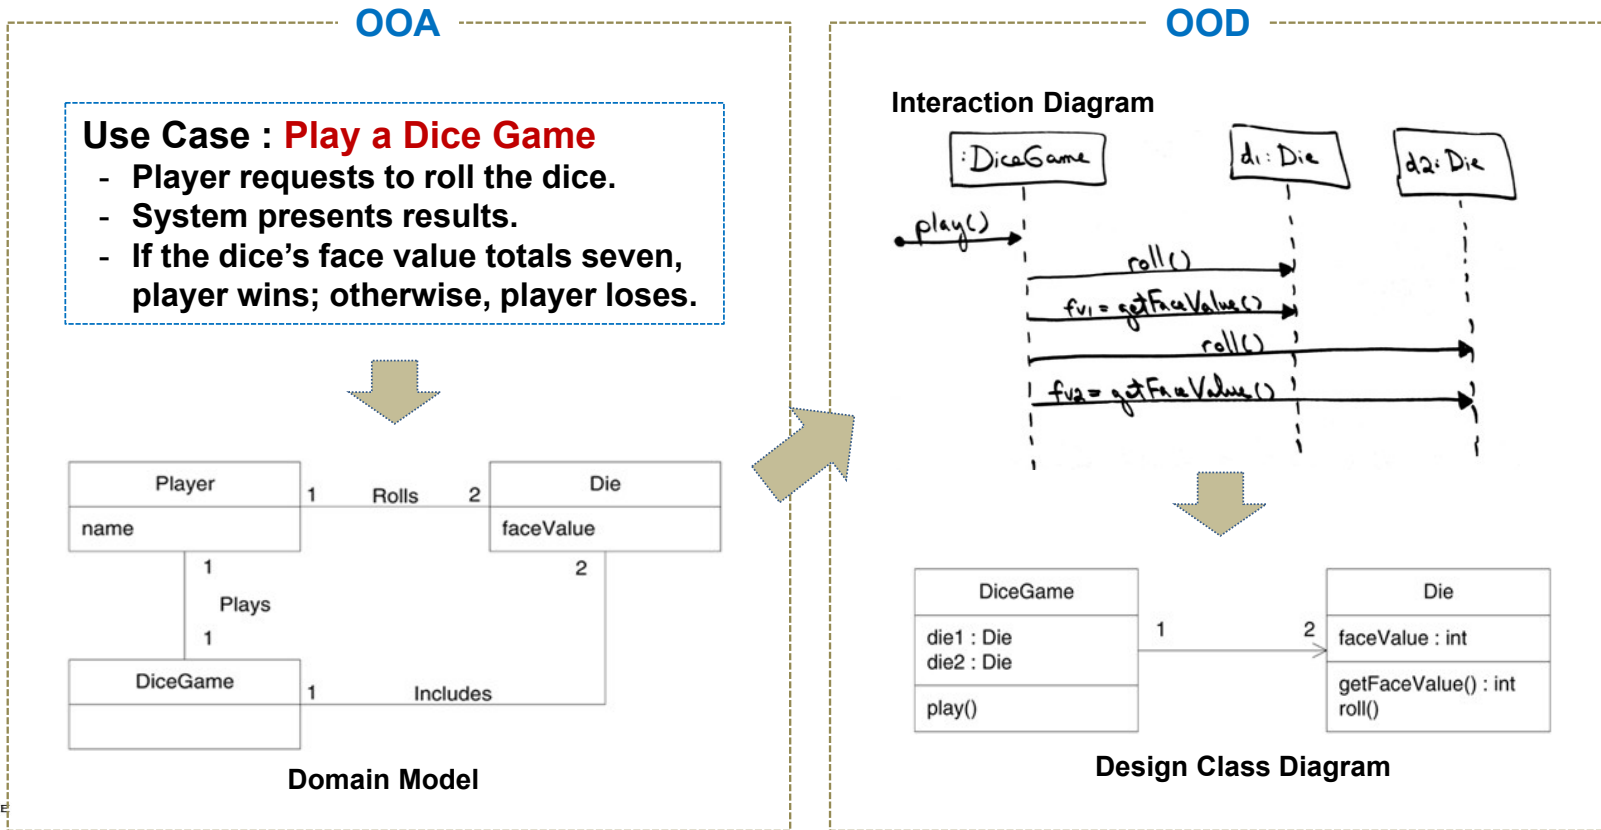 OOA
Use Case : Play a Dice Game
- Player requests to roll the dice.
- System presents results.
- If the dice's face value totals seven,
player wins; otherwise, player loses.
Player
name
1
Rolls
2
Die
faceValue
1
Plays
1
2
DiceGame
1
Includes
Domain Model
E
OOD
Interaction Diagram
:DiceGame
d1:Die
d2:Die
play()
roll()
fv1=getFaceValue()
roll()
fv2=getFaceValue()
DiceGame
die1 : Die
die2 : Die
play()
1
2
Die
faceValue : int
getFaceValue() : int
roll()
Design Class Diagram